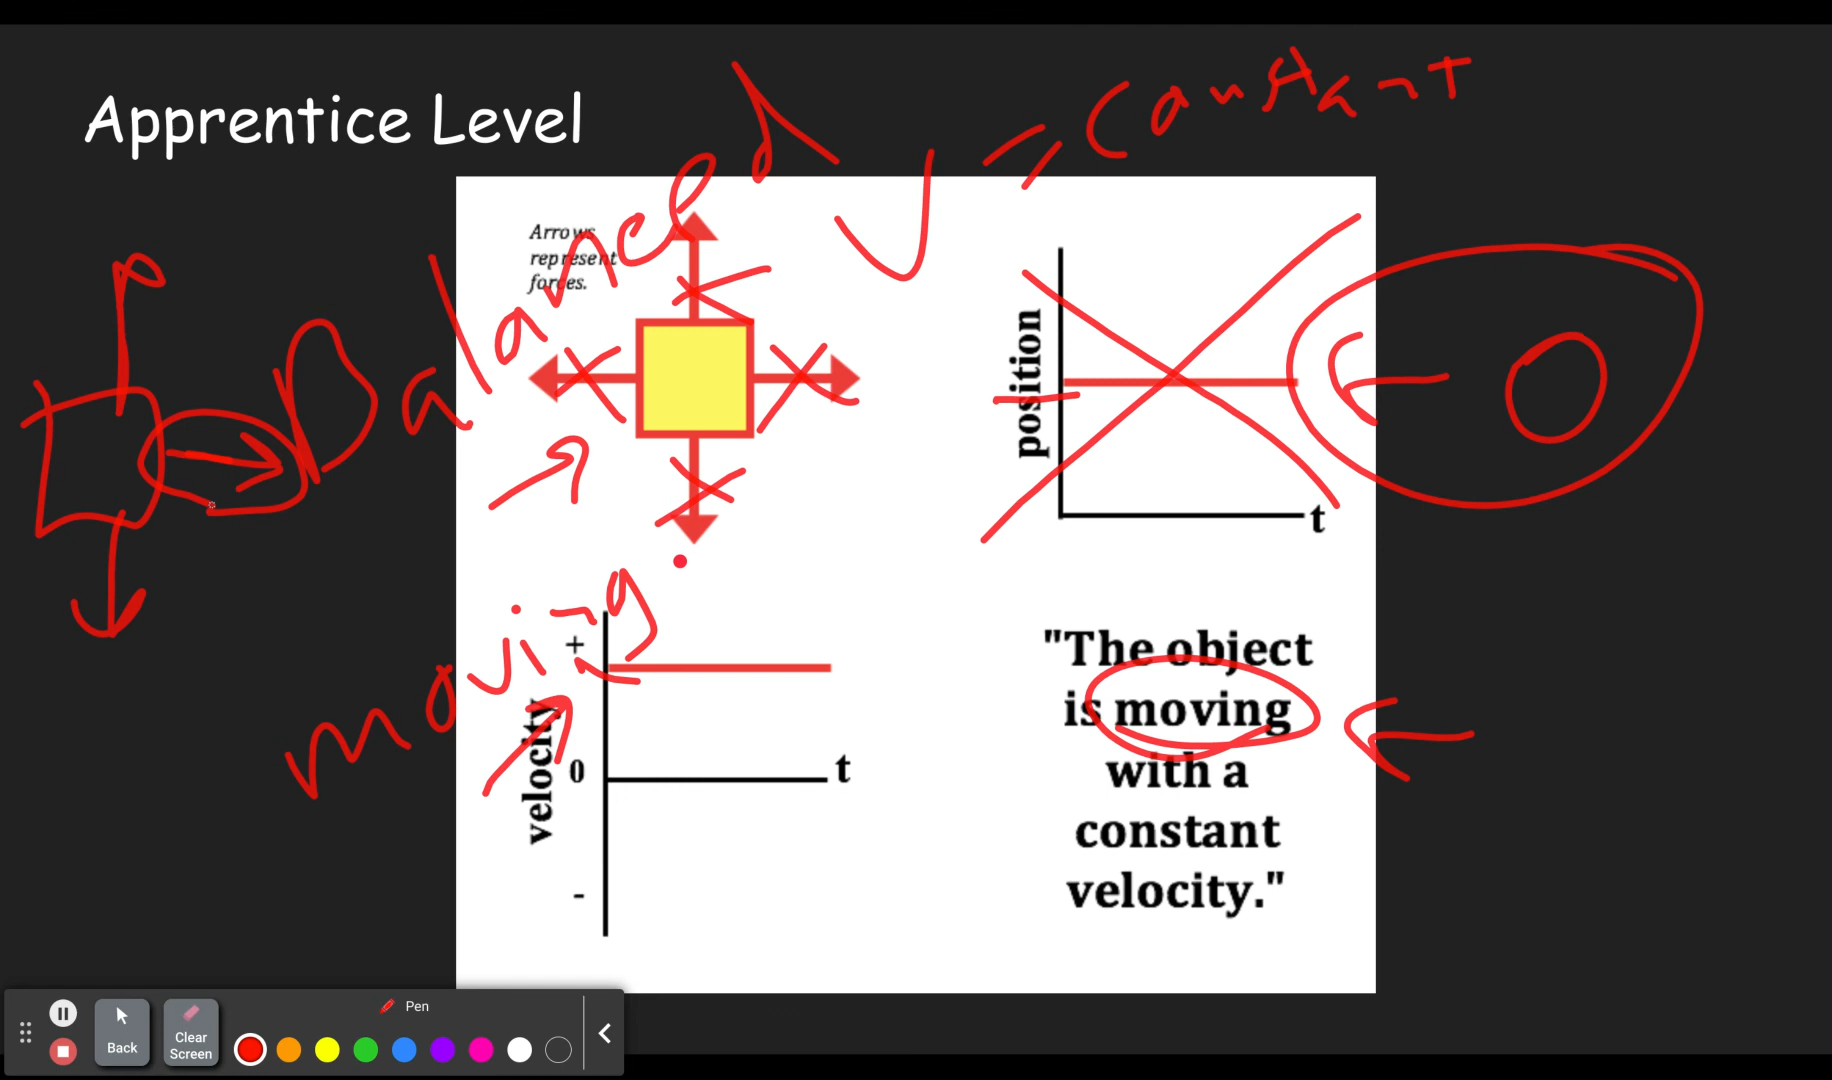 Apprentice Level
v = constant
Balanced
Arrows
represent
forces.
position
t
0
moving
+
velocity
0
t
-
"The object
is moving
with a
constant
velocity."
Pen
Back
Clear
Screen